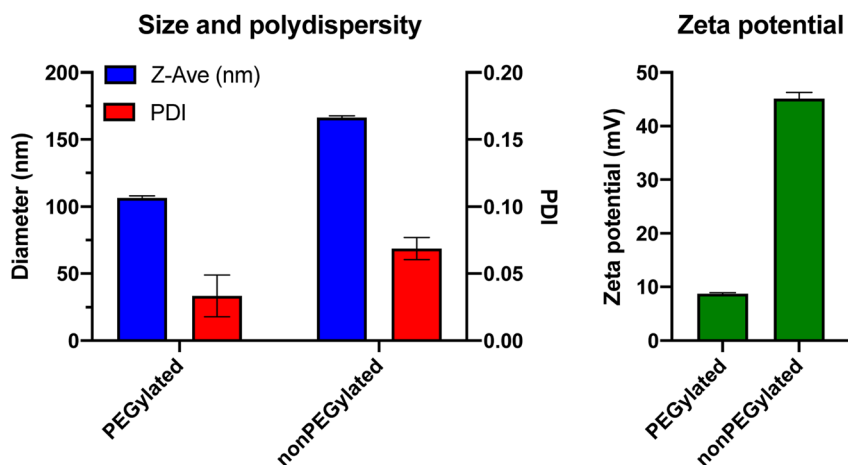 Size and polydispersity
Z-Ave (nm)
PDI
Diameter (nm)
200
150
100
50
0
0.20
0.15
0.10
0.05
0.00
PDI
PEGylated
nonPEGylated
Zeta potential
Zeta potential (mV)
50
40
30
20
10
0
PEGylated
nonPEGylated